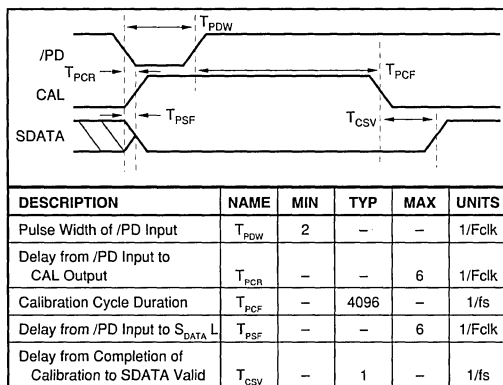 T_PDW
/PD
T_PCR
T_PCF
CAL
T_PSF
T_CSV
SDATA
DESCRIPTION NAME MIN TYP MAX UNITS
Pulse Width of /PD Input T_PDW 2 – – 1/Fclk
Delay from /PD Input to
CAL Output T_PCR – – 6 1/Fclk
Calibration Cycle Duration T_PCF – 4096 – 1/fs
Delay from /PD Input to S_DATA L T_PSF – – 6 1/Fclk
Delay from Completion of
Calibration to SDATA Valid T_CSV – 1 – 1/fs